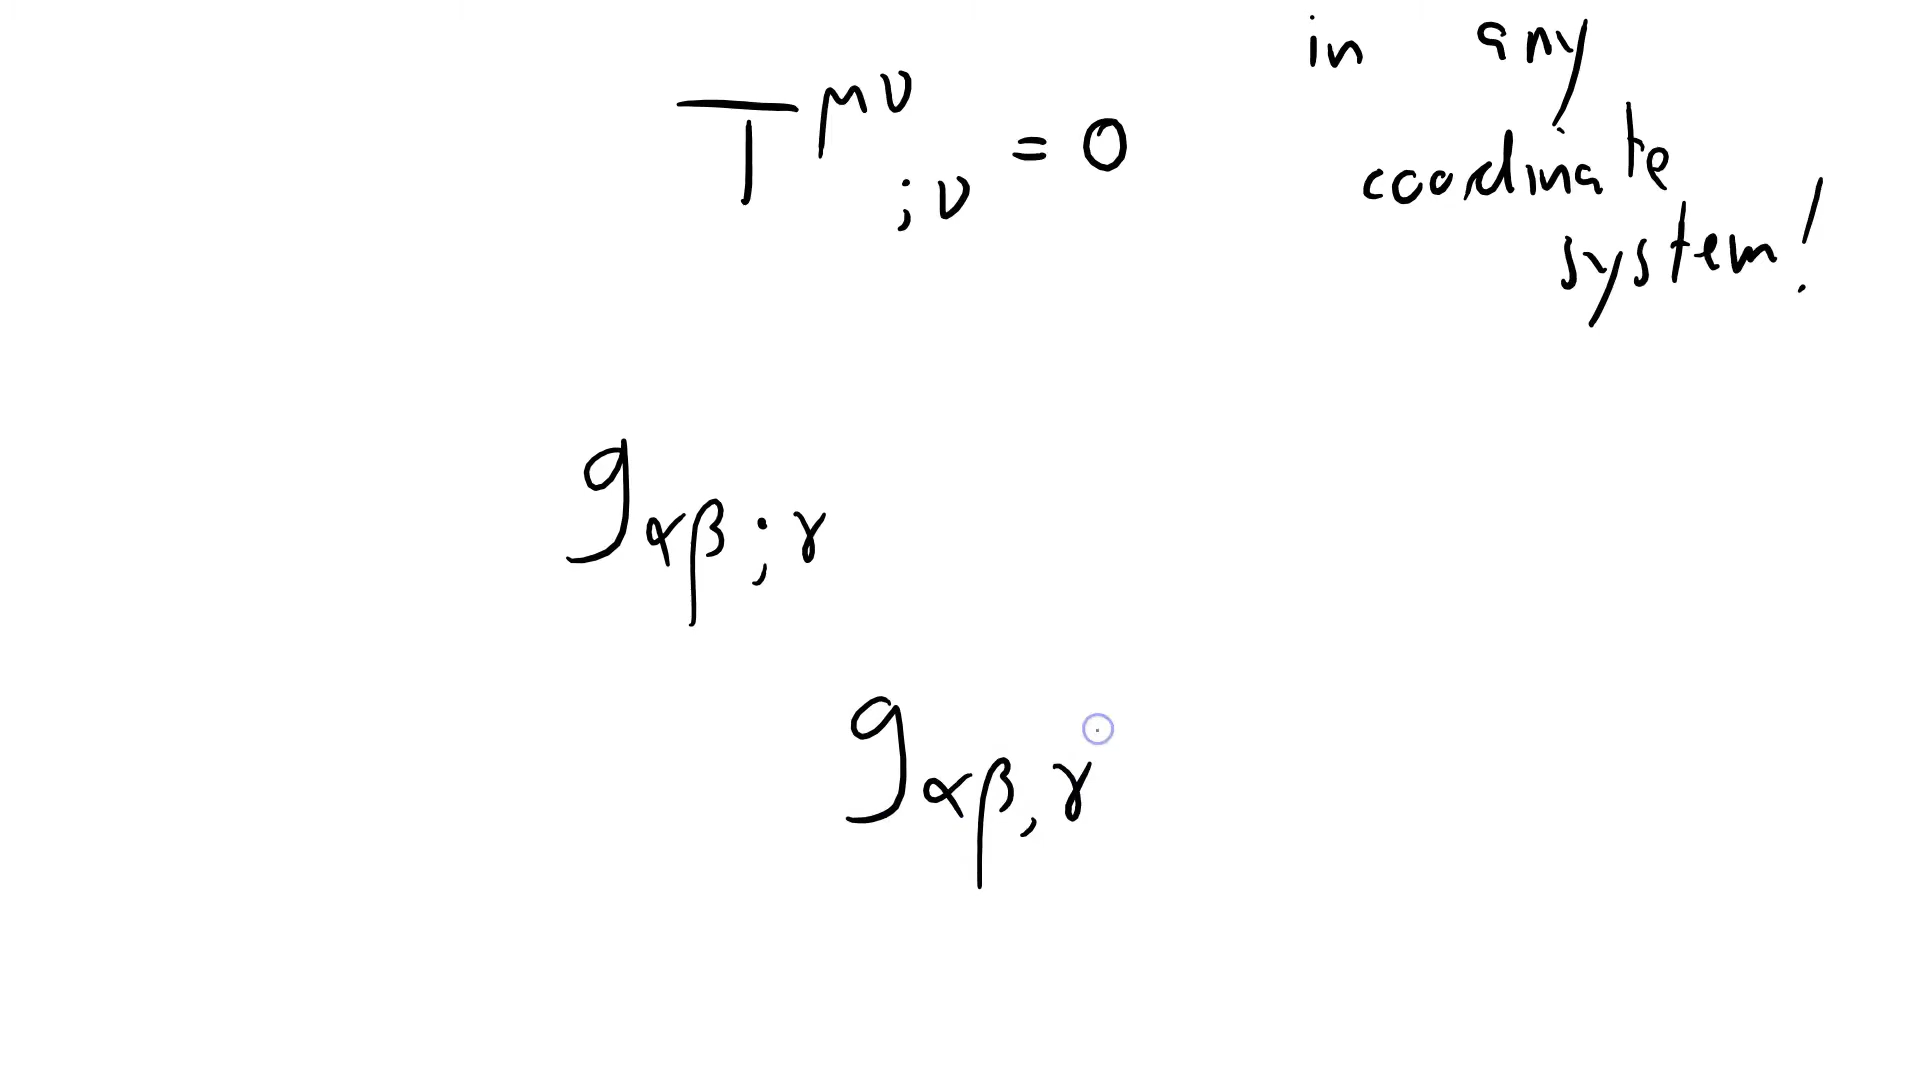 in any
T^{μν}_{;ν} = 0
coordinate
system!
g_{αβ;γ}
g_{αβ,γ}